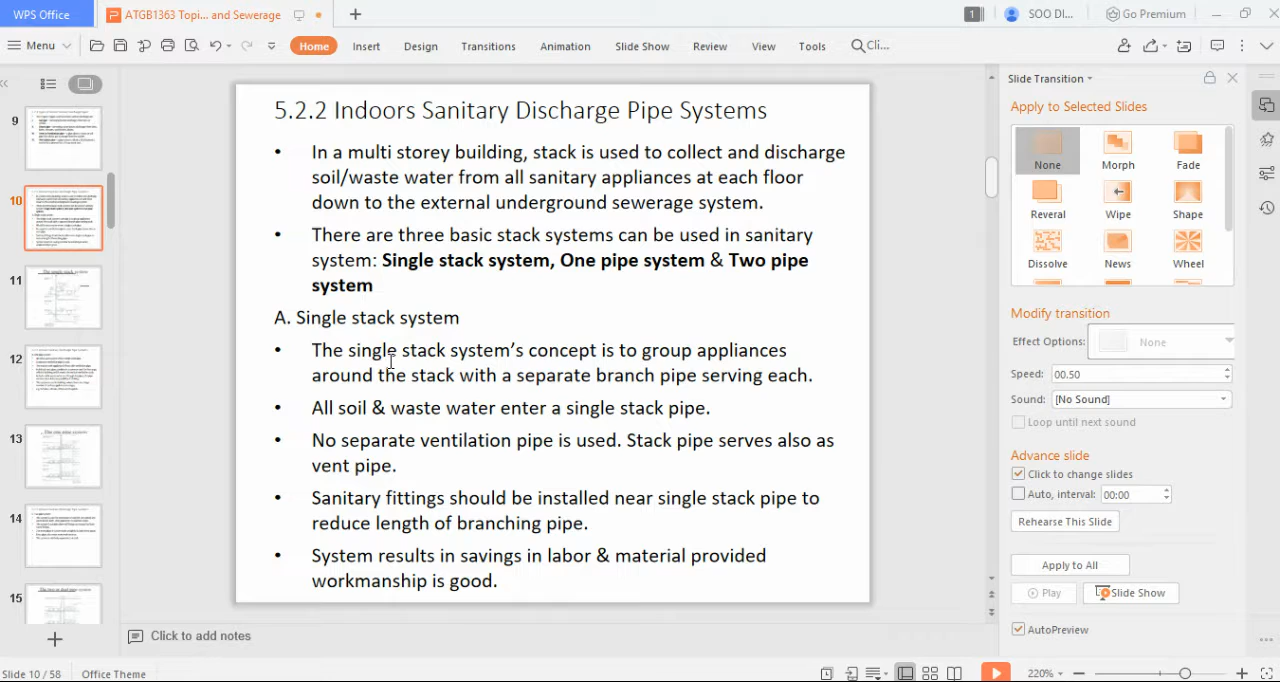 WPS Office
ATGB1363 Topi... and Sewerage
1
SOO DI...
Go Premium
Menu
Home
Insert
Design
Transitions
Animation
Slide Show
Review
View
Tools
Cli...
9
10
11
12
13
14
15
5.2.2 Indoors Sanitary Discharge Pipe Systems
• In a multi storey building, stack is used to collect and discharge
soil/waste water from all sanitary appliances at each floor
down to the external underground sewerage system.
• There are three basic stack systems can be used in sanitary
system: Single stack system, One pipe system & Two pipe
system
A. Single stack system
• The single stack system's concept is to group appliances
around the stack with a separate branch pipe serving each.
• All soil & waste water enter a single stack pipe.
• No separate ventilation pipe is used. Stack pipe serves also as
vent pipe.
• Sanitary fittings should be installed near single stack pipe to
reduce length of branching pipe.
• System results in savings in labor & material provided
workmanship is good.
Click to add notes
Slide Transition
Apply to Selected Slides
None
Morph
Fade
Reveral
Wipe
Shape
Dissolve
News
Wheel
Modify transition
Effect Options:
None
Speed:
00.50
Sound:
[No Sound]
Loop until next sound
Advance slide
Click to change slides
Auto, interval:
00:00
Rehearse This Slide
Apply to All
Play
Slide Show
AutoPreview
Slide 10 / 58
Office Theme
220%